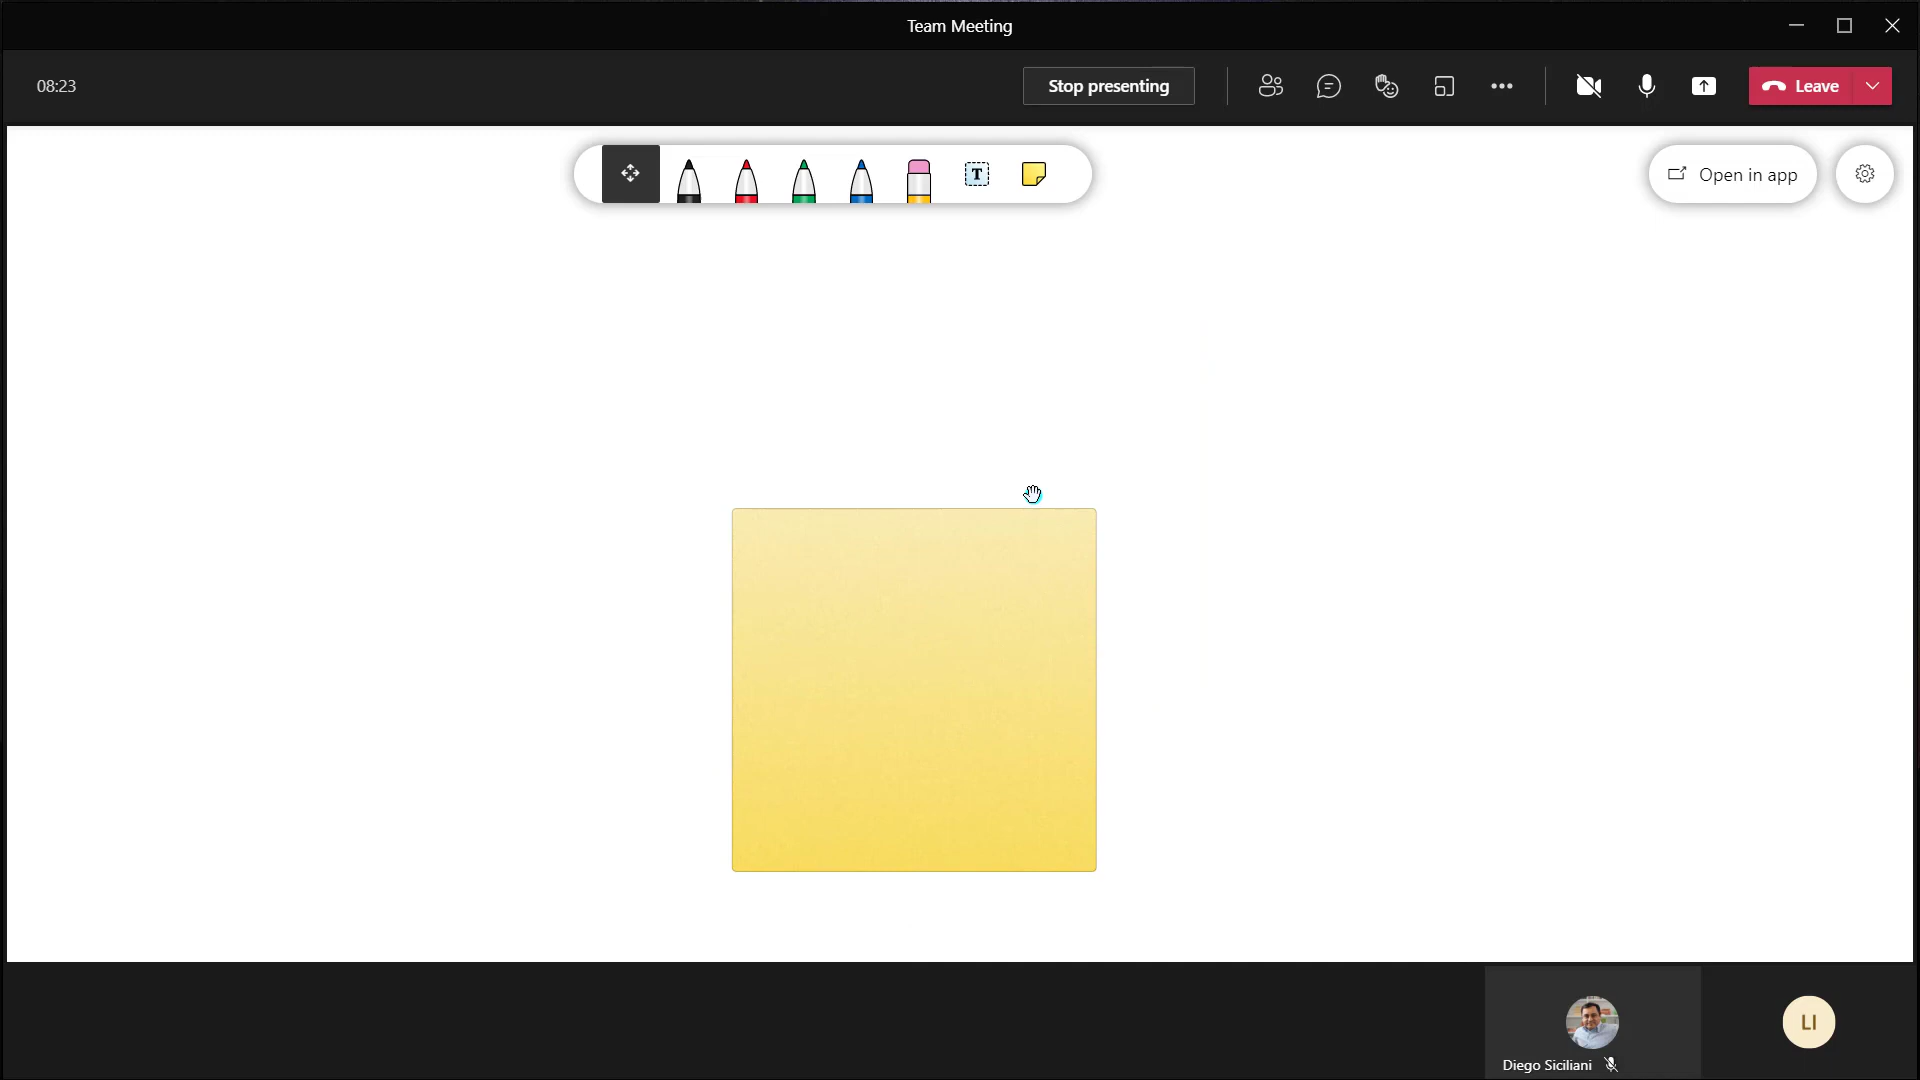 Team Meeting
08:23
Stop presenting
Leave
T
Open in app
Diego Siciliani
LI